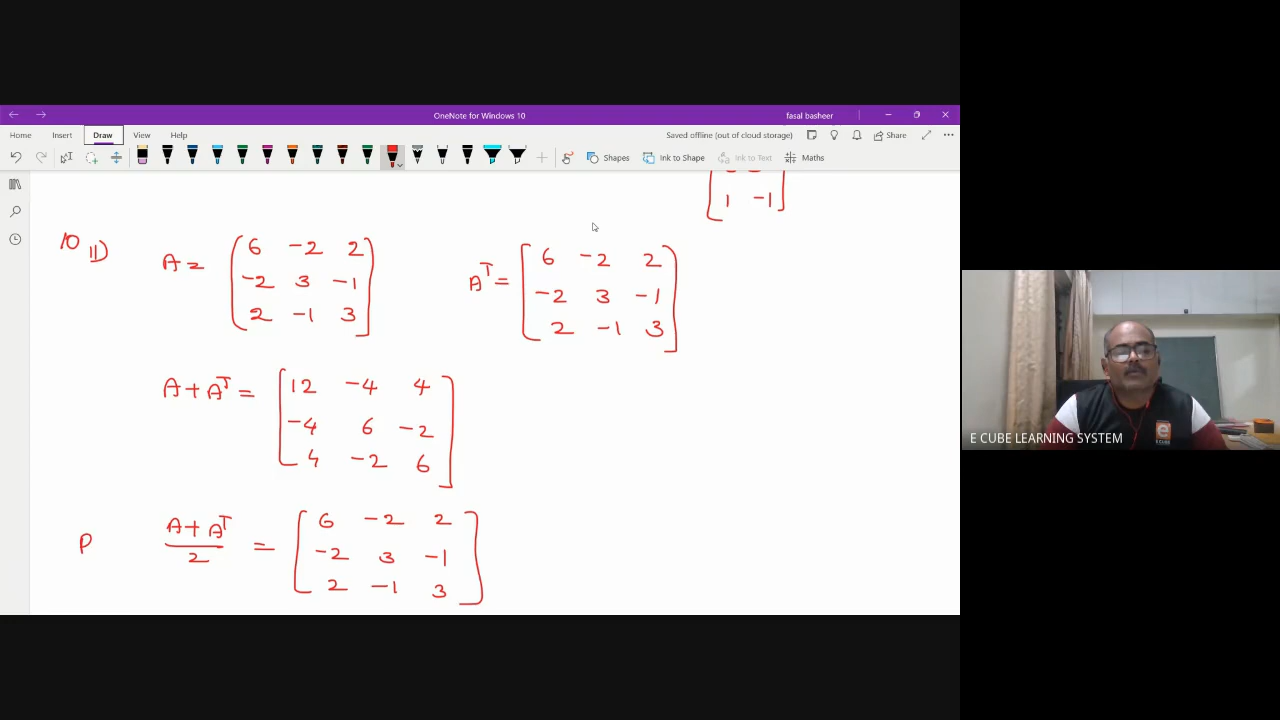 OneNote for Windows 10
fasal basheer
Home Insert Draw View Help
Saved offline (out of cloud storage)
Share
Shapes
Ink to Shape
Ink to Text
Maths
1 -1
10 ii)
A = 6 -2 2
-2 3 -1
2 -1 3
A^T = 6 -2 2
-2 3 -1
2 -1 3
A + A^T = 12 -4 4
-4 6 -2
4 -2 6
P
A + A^T / 2 = 6 -2 2
-2 3 -1
2 -1 3
E CUBE LEARNING SYSTEM
E CUBE